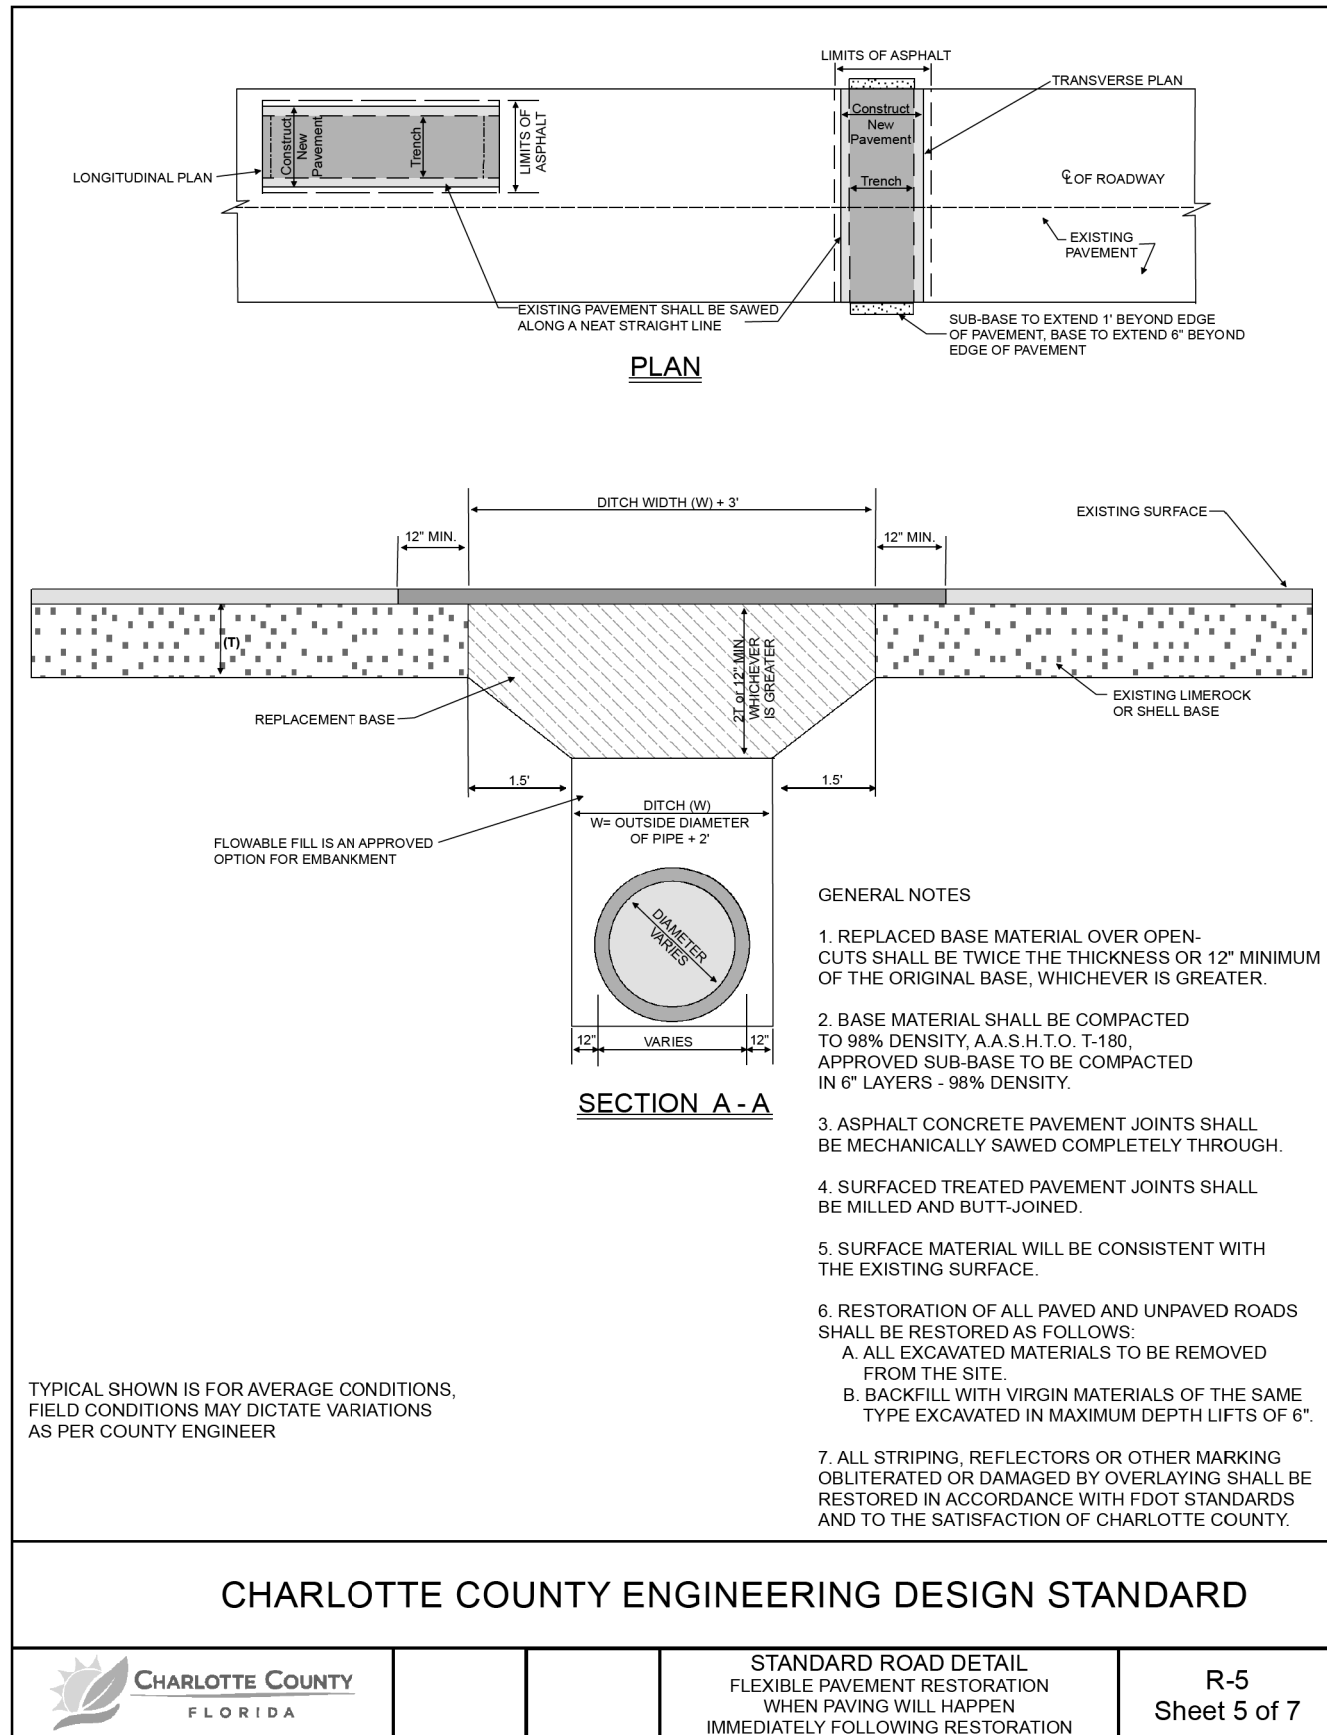 LIMITS OF ASPHALT
TRANSVERSE PLAN
Construct
New
Pavement
Trench
LIMITS OF
ASPHALT
Construct
New
Pavement
Trench
LONGITUDINAL PLAN
℄ OF ROADWAY
EXISTING
PAVEMENT
EXISTING PAVEMENT SHALL BE SAWED
ALONG A NEAT STRAIGHT LINE
SUB-BASE TO EXTEND 1' BEYOND EDGE
OF PAVEMENT, BASE TO EXTEND 6" BEYOND
EDGE OF PAVEMENT
PLAN
DITCH WIDTH (W) + 3'
EXISTING SURFACE
12" MIN.
12" MIN.
(T)
2T or 12" MIN
WHICHEVER
IS GREATER
REPLACEMENT BASE
EXISTING LIMEROCK
OR SHELL BASE
1.5'
1.5'
DITCH (W)
W= OUTSIDE DIAMETER
OF PIPE + 2'
FLOWABLE FILL IS AN APPROVED
OPTION FOR EMBANKMENT
DIAMETER
VARIES
12"
VARIES
12"
SECTION A - A
GENERAL NOTES
1. REPLACED BASE MATERIAL OVER OPEN-
CUTS SHALL BE TWICE THE THICKNESS OR 12" MINIMUM
OF THE ORIGINAL BASE, WHICHEVER IS GREATER.
2. BASE MATERIAL SHALL BE COMPACTED
TO 98% DENSITY, A.A.S.H.T.O. T-180,
APPROVED SUB-BASE TO BE COMPACTED
IN 6" LAYERS - 98% DENSITY.
3. ASPHALT CONCRETE PAVEMENT JOINTS SHALL
BE MECHANICALLY SAWED COMPLETELY THROUGH.
4. SURFACED TREATED PAVEMENT JOINTS SHALL
BE MILLED AND BUTT-JOINED.
5. SURFACE MATERIAL WILL BE CONSISTENT WITH
THE EXISTING SURFACE.
6. RESTORATION OF ALL PAVED AND UNPAVED ROADS
SHALL BE RESTORED AS FOLLOWS:
A. ALL EXCAVATED MATERIALS TO BE REMOVED
FROM THE SITE.
B. BACKFILL WITH VIRGIN MATERIALS OF THE SAME
TYPE EXCAVATED IN MAXIMUM DEPTH LIFTS OF 6".
7. ALL STRIPING, REFLECTORS OR OTHER MARKING
OBLITERATED OR DAMAGED BY OVERLAYING SHALL BE
RESTORED IN ACCORDANCE WITH FDOT STANDARDS
AND TO THE SATISFACTION OF CHARLOTTE COUNTY.
TYPICAL SHOWN IS FOR AVERAGE CONDITIONS,
FIELD CONDITIONS MAY DICTATE VARIATIONS
AS PER COUNTY ENGINEER
CHARLOTTE COUNTY ENGINEERING DESIGN STANDARD
CHARLOTTE COUNTY
FLORIDA
STANDARD ROAD DETAIL
FLEXIBLE PAVEMENT RESTORATION
WHEN PAVING WILL HAPPEN
IMMEDIATELY FOLLOWING RESTORATION
R-5
Sheet 5 of 7